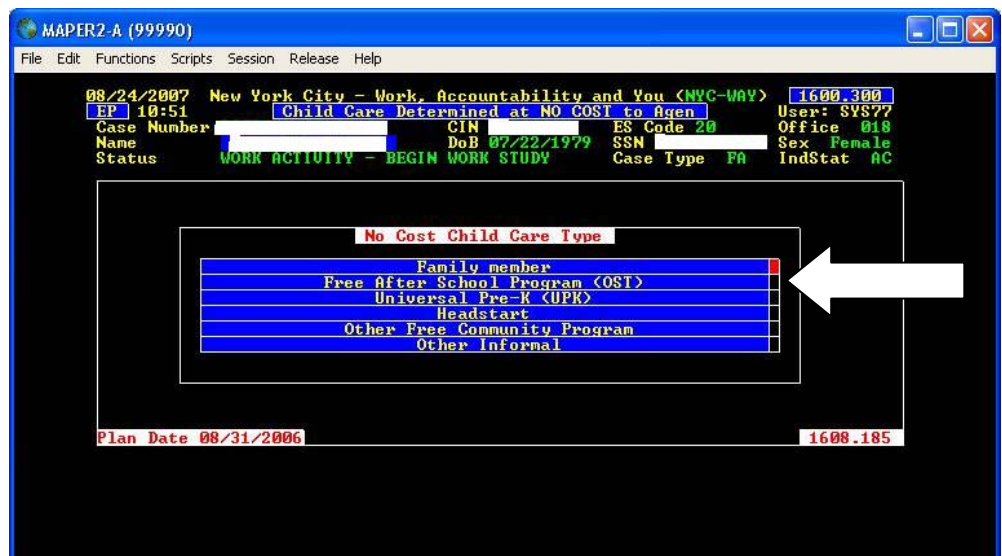 MAPER2-A (99990)
File Edit Functions Scripts Session Release Help
08/24/2007 New York City - Work, Accountability and You (NYC-WAY) 1600.300
EP 10:51 Child Care Determined at NO COST to Agen User: SYS77
Case Number CIN ES Code 20 Office 018
Name DoB 07/22/1979 SSN Sex Female
Status WORK ACTIVITY - BEGIN WORK STUDY Case Type FA IndStat AC
No Cost Child Care Type
Family member
Free After School Program (OST)
Universal Pre-K (UPK)
Headstart
Other Free Community Program
Other Informal
Plan Date 08/31/2006 1608.185